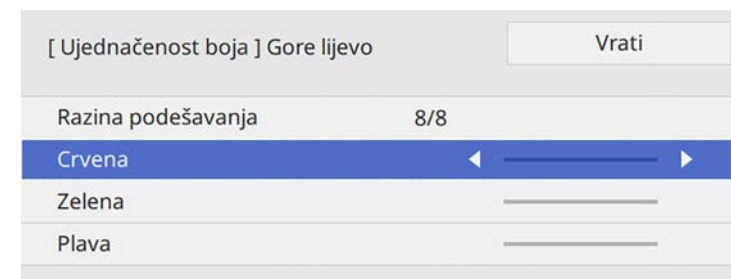 [ Ujednačenost boja ] Gore lijevo Vrati
Razina podešavanja 8/8
Crvena
Zelena
Plava